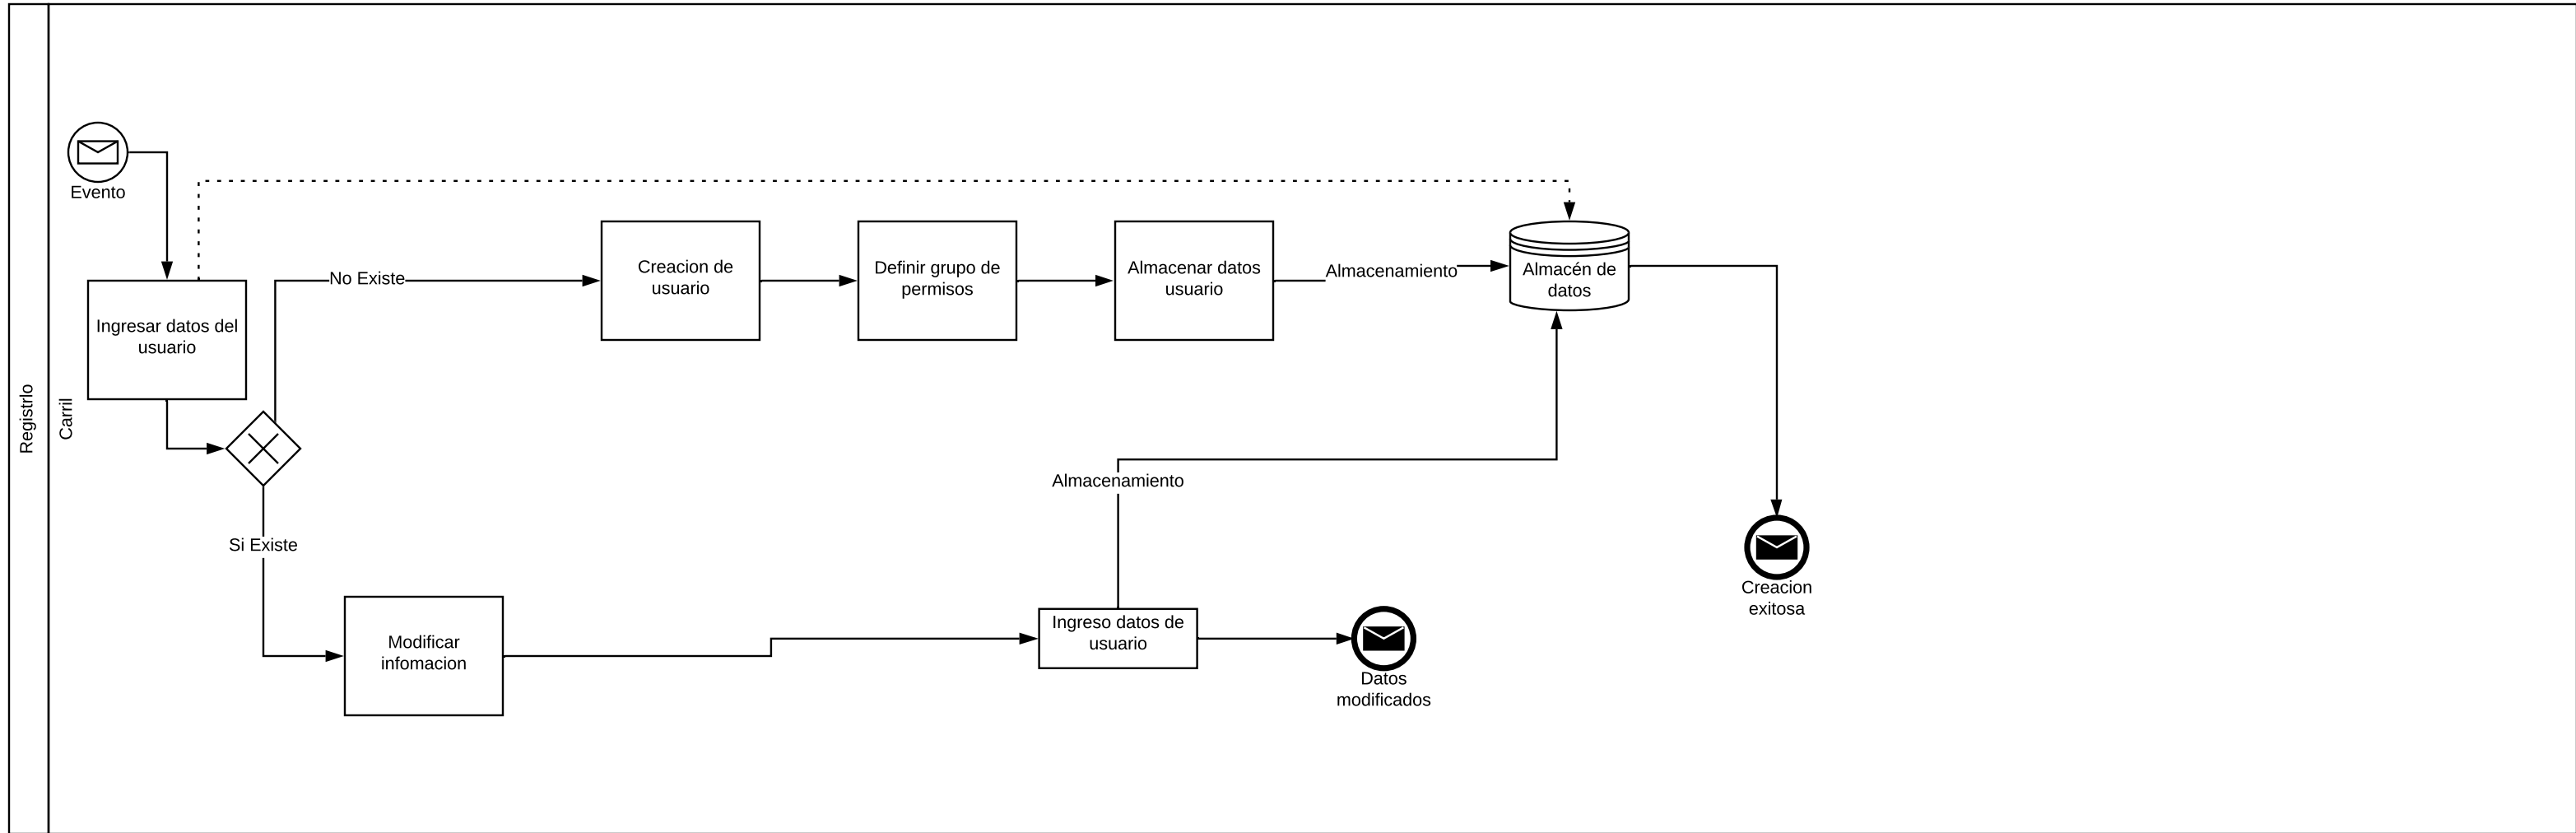 Registrlo
Carril
Evento
Ingresar datos del
usuario
No Existe
Creacion de
usuario
Definir grupo de
permisos
Almacenar datos
usuario
Almacenamiento
Almacén de
datos
Almacenamiento
Si Existe
Modificar
infomacion
Ingreso datos de
usuario
Datos
modificados
Creacion
exitosa